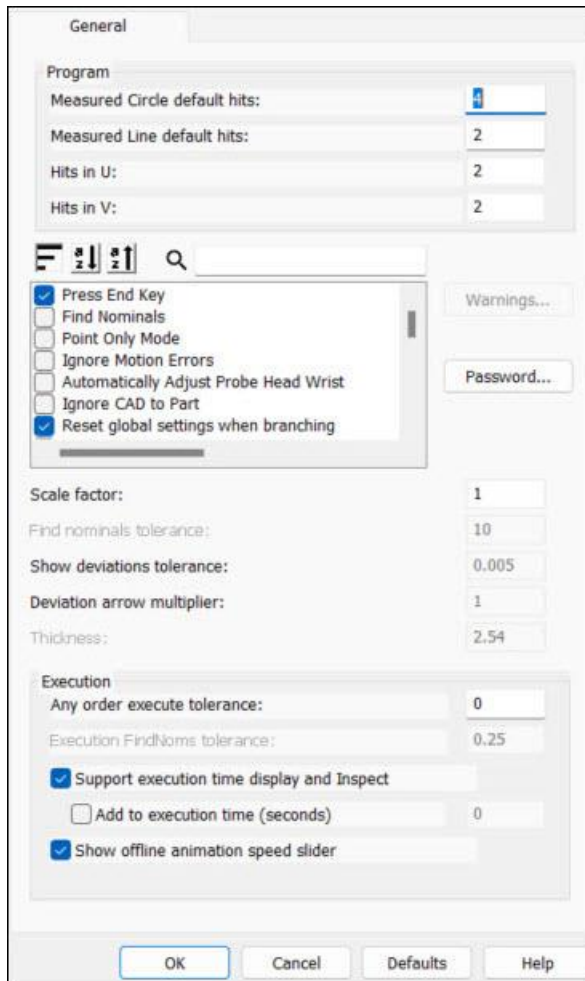 General
Program
Measured Circle default hits: 4
Measured Line default hits: 2
Hits in U: 2
Hits in V: 2
a z a z
Press End Key
Find Nominals
Point Only Mode
Ignore Motion Errors
Automatically Adjust Probe Head Wrist
Ignore CAD to Part
Reset global settings when branching
Warnings...
Password...
Scale factor: 1
Find nominals tolerance: 10
Show deviations tolerance: 0.005
Deviation arrow multiplier: 1
Thickness: 2.54
Execution
Any order execute tolerance: 0
Execution FindNoms tolerance: 0.25
Support execution time display and Inspect
Add to execution time (seconds) 0
Show offline animation speed slider
OK Cancel Defaults Help